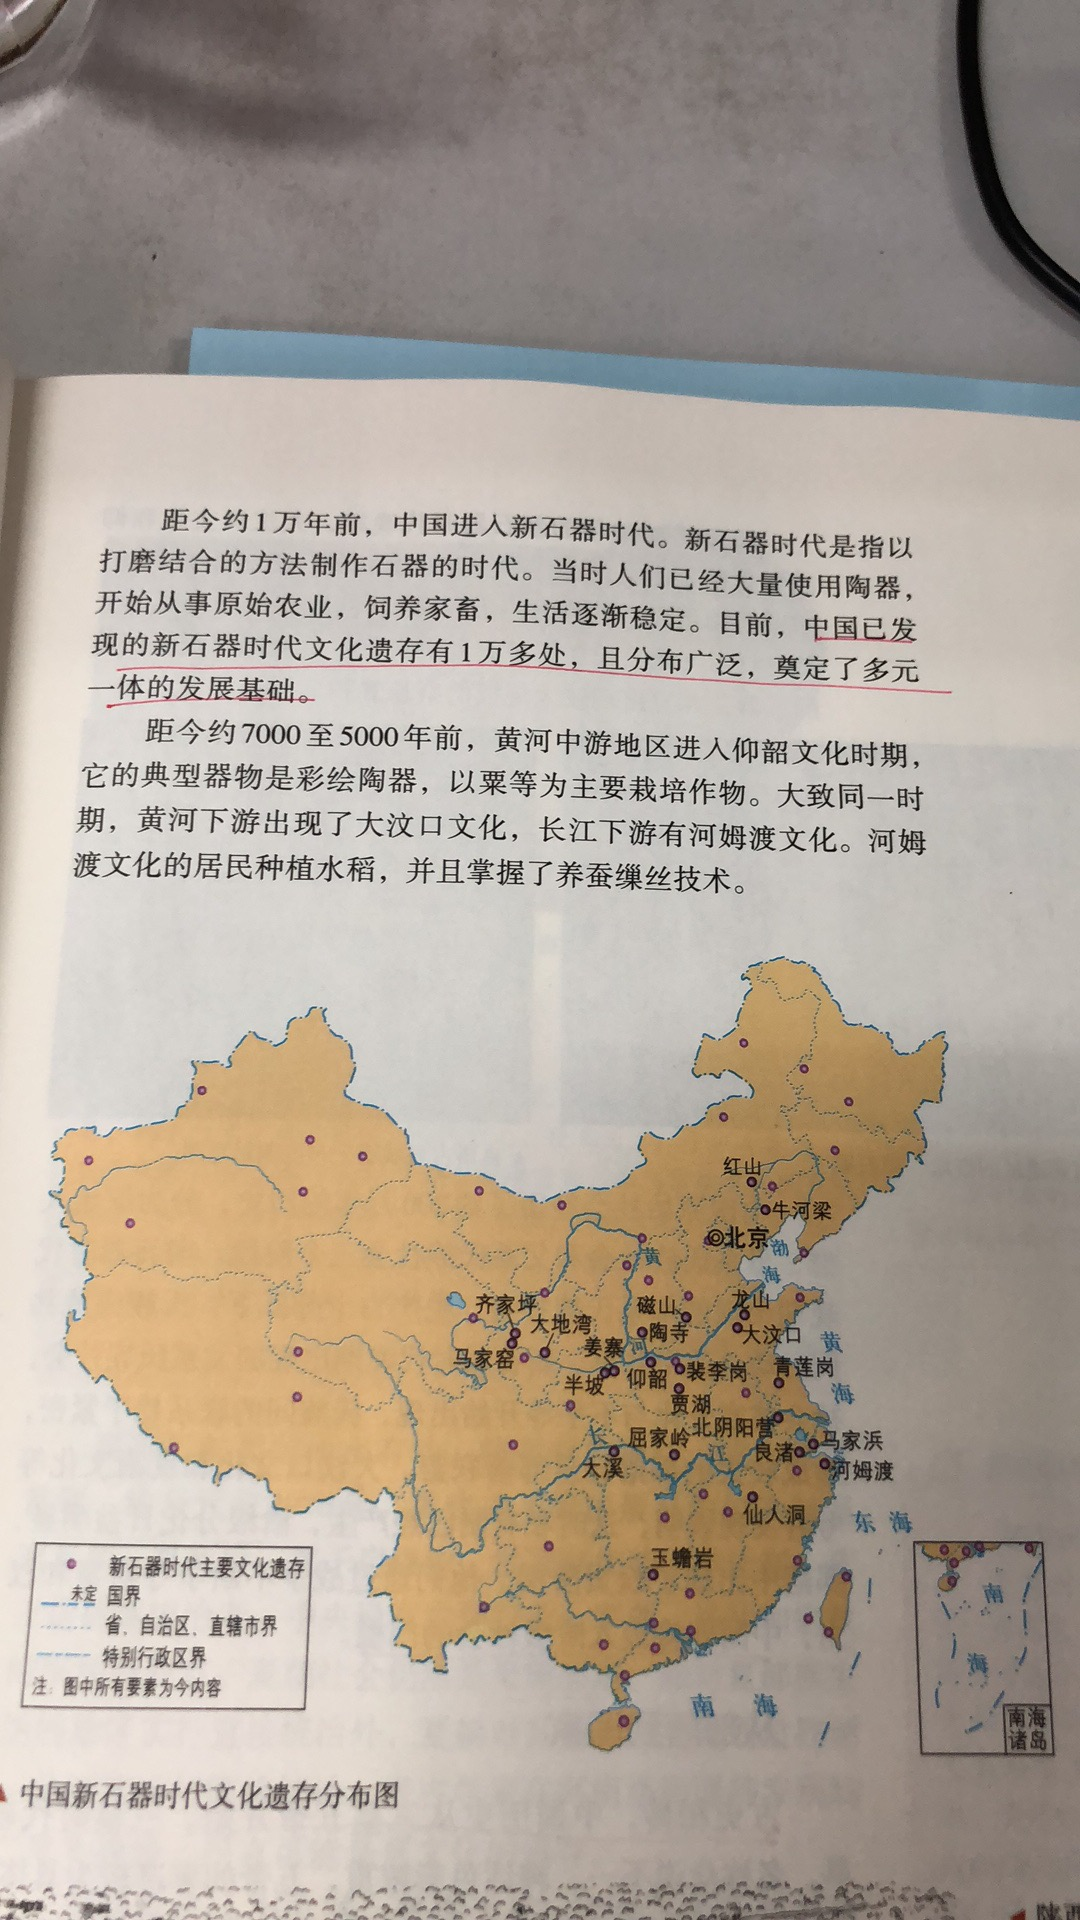 距今约1万年前，中国进入新石器时代。新石器时代是指以
打磨结合的方法制作石器的时代。当时人们已经大量使用陶器，
开始从事原始农业，饲养家畜，生活逐渐稳定。目前，中国已发
现的新石器时代文化遗存有1万多处，且分布广泛，奠定了多元
一体的发展基础。
距今约7000至5000年前，黄河中游地区进入仰韶文化时期，
它的典型器物是彩绘陶器，以粟等为主要栽培作物。大致同一时
期，黄河下游出现了大汶口文化，长江下游有河姆渡文化。河姆
渡文化的居民种植水稻，并且掌握了养蚕缫丝技术。
红山
牛河梁
北京
渤
海
黄
齐家坪
磁山
龙山
大地湾
陶寺
大汶口
黄
马家窑
姜寨
河
海
半坡
仰韶
裴李岗
青莲岗
贾湖
北阴阳营
长
屈家岭
江
良渚
马家浜
大溪
河姆渡
仙人洞
东 海
玉蟾岩
新石器时代主要文化遗存
未定 国界
省、自治区、直辖市界
特别行政区界
注：图中所有要素为今内容
南 海
南
海
南海
诸岛
中国新石器时代文化遗存分布图
陕西